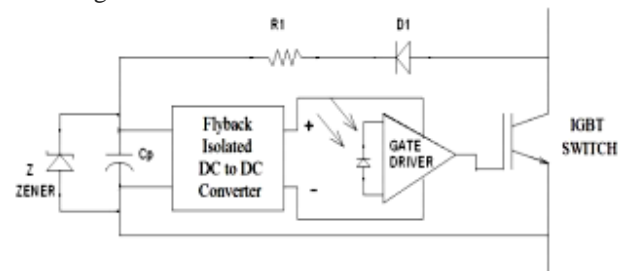 R1
D1
Flyback
Isolated
DC to DC
Converter
+
-
GATE
DRIVER
IGBT
SWITCH
Z
ZENER
Cp